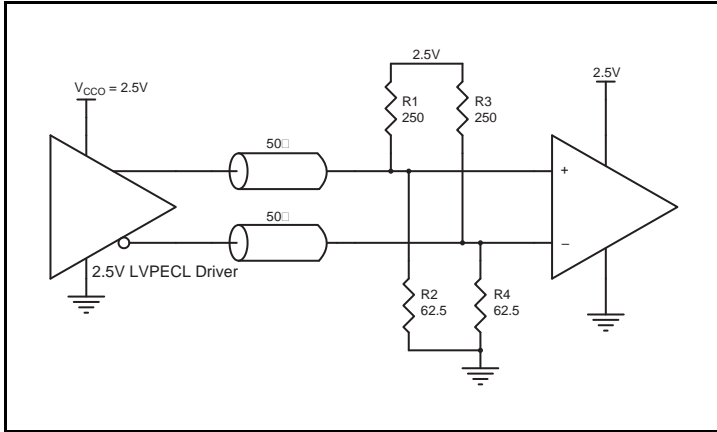 2.5V
2.5V
V_CCO = 2.5V
R1
250
R3
250
50□
+
50□
−
2.5V LVPECL Driver
R2
62.5
R4
62.5